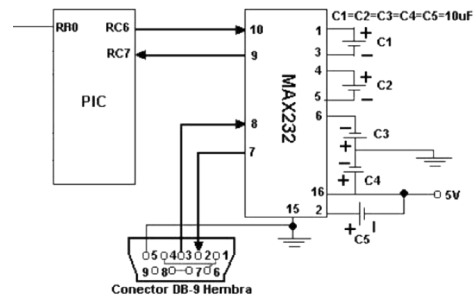 C1=C2=C3=C4=C5=10uF
RB0
RC6
RC7
PIC
10
9
8
7
MAX232
1
3
4
5
6
16
2
15
+
C1
−
+
C2
−
−
C3
+
−
+
C4
5V
+
C5
5 4 3 2 1
9 8 7 6
Conector DB-9 Hembra